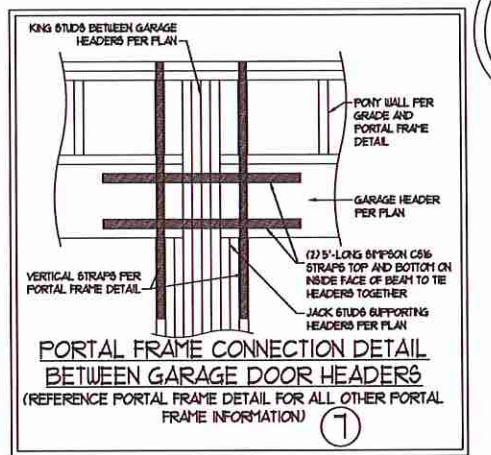 KING STUDS BETWEEN GARAGE
HEADERS PER PLAN
PONY WALL PER
GRADE AND
PORTAL FRAME
DETAIL
GARAGE HEADER
PER PLAN
(2) 5'-LONG SIMPSON CS16
STRAPS TOP AND BOTTOM ON
INSIDE FACE OF BEAM TO TIE
HEADERS TOGETHER
VERTICAL STRAPS PER
PORTAL FRAME DETAIL
JACK STUDS SUPPORTING
HEADERS PER PLAN
PORTAL FRAME CONNECTION DETAIL
BETWEEN GARAGE DOOR HEADERS
(REFERENCE PORTAL FRAME DETAIL FOR ALL OTHER PORTAL
FRAME INFORMATION)
7